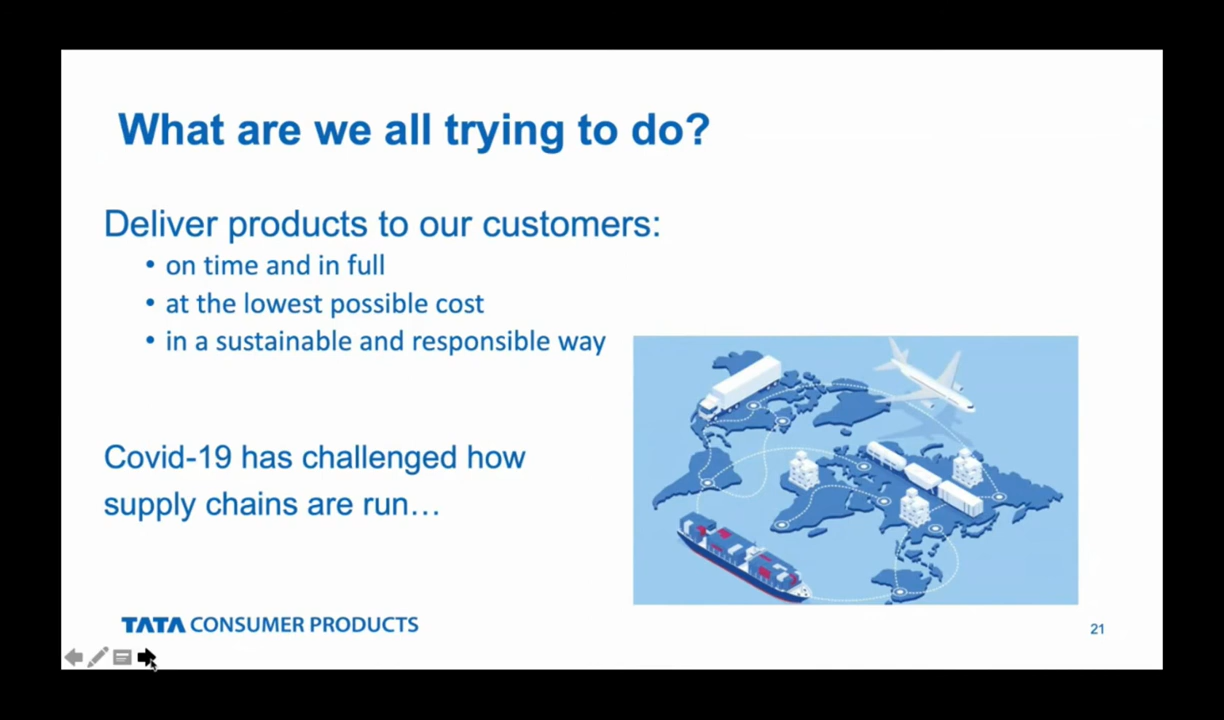 What are we all trying to do?
Deliver products to our customers:
• on time and in full
• at the lowest possible cost
• in a sustainable and responsible way
Covid-19 has challenged how
supply chains are run…
TATA CONSUMER PRODUCTS
21